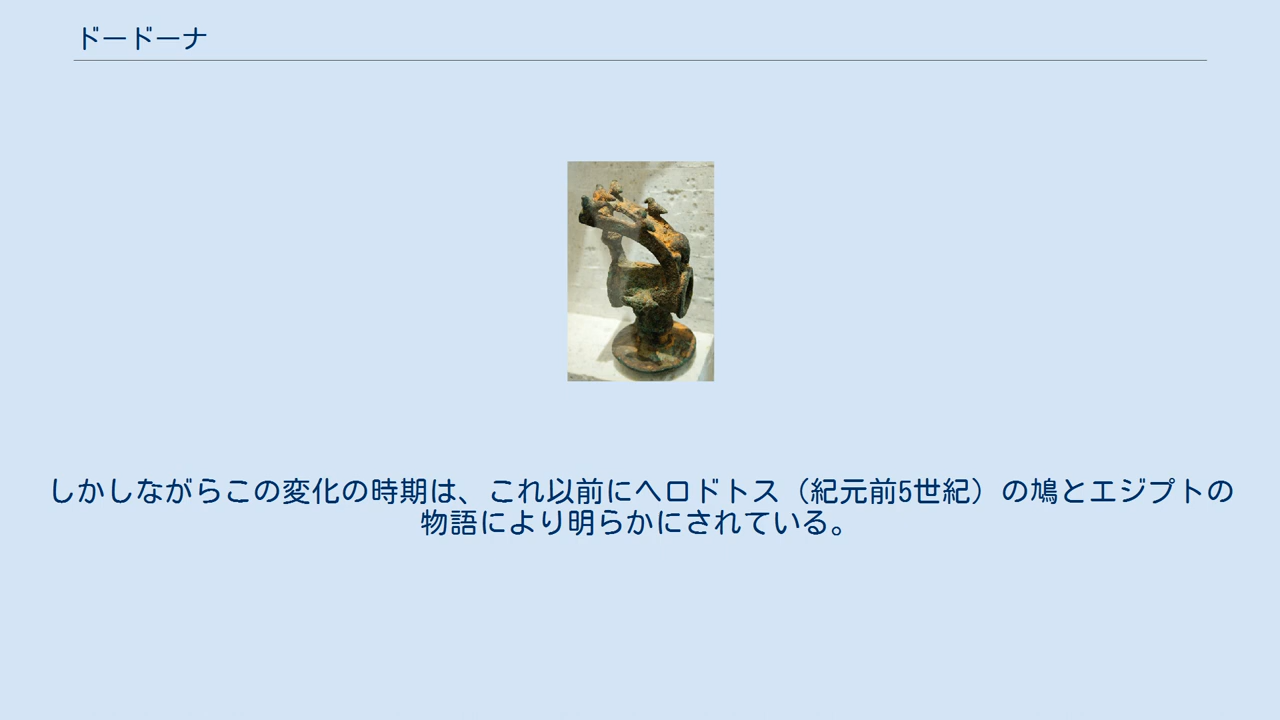 ドードーナ
しかしながらこの変化の時期は、これ以前にヘロドトス（紀元前5世紀）の鳩とエジプトの
物語により明らかにされている。